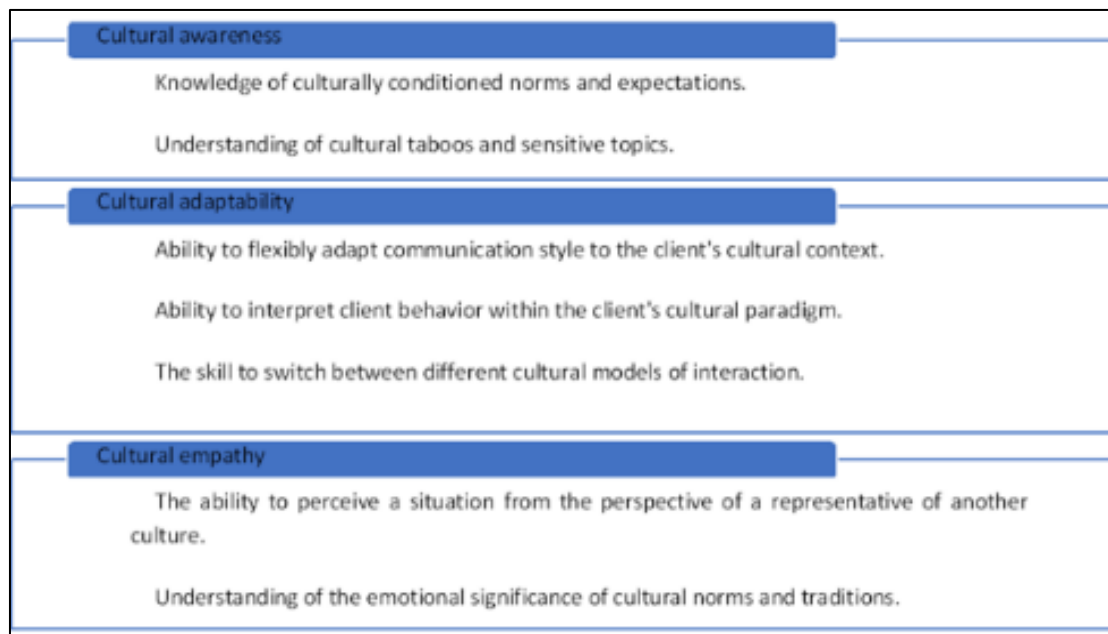 Cultural awareness
Knowledge of culturally conditioned norms and expectations.
Understanding of cultural taboos and sensitive topics.
Cultural adaptability
Ability to flexibly adapt communication style to the client's cultural context.
Ability to interpret client behavior within the client's cultural paradigm.
The skill to switch between different cultural models of interaction.
Cultural empathy
The ability to perceive a situation from the perspective of a representative of another
culture.
Understanding of the emotional significance of cultural norms and traditions.